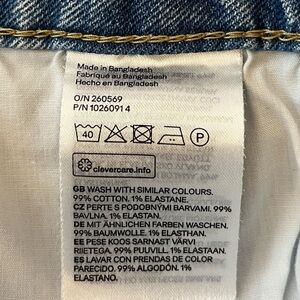 Made in Bangladesh
Fabriqué au Bangladesh
Hecho en Bangladesh
O/N 260569
P/N 1026091 4
40
P
clevercare.info
GB WASH WITH SIMILAR COLOURS.
99% COTTON. 1% ELASTANE.
CZ PERTE S PODOBNÝMI BARVAMI. 99%
BAVLNA. 1% ELASTAN.
DE MIT ÄHNLICHEN FARBEN WASCHEN.
99% BAUMWOLLE. 1% ELASTHAN.
EE PESE KOOS SARNAST VÄRVI
RIIETEGA. 99% PUUVILL. 1% ELASTAAN.
ES LAVAR CON PRENDAS DE COLOR
PARECIDO. 99% ALGODÓN. 1%
ELASTANO.